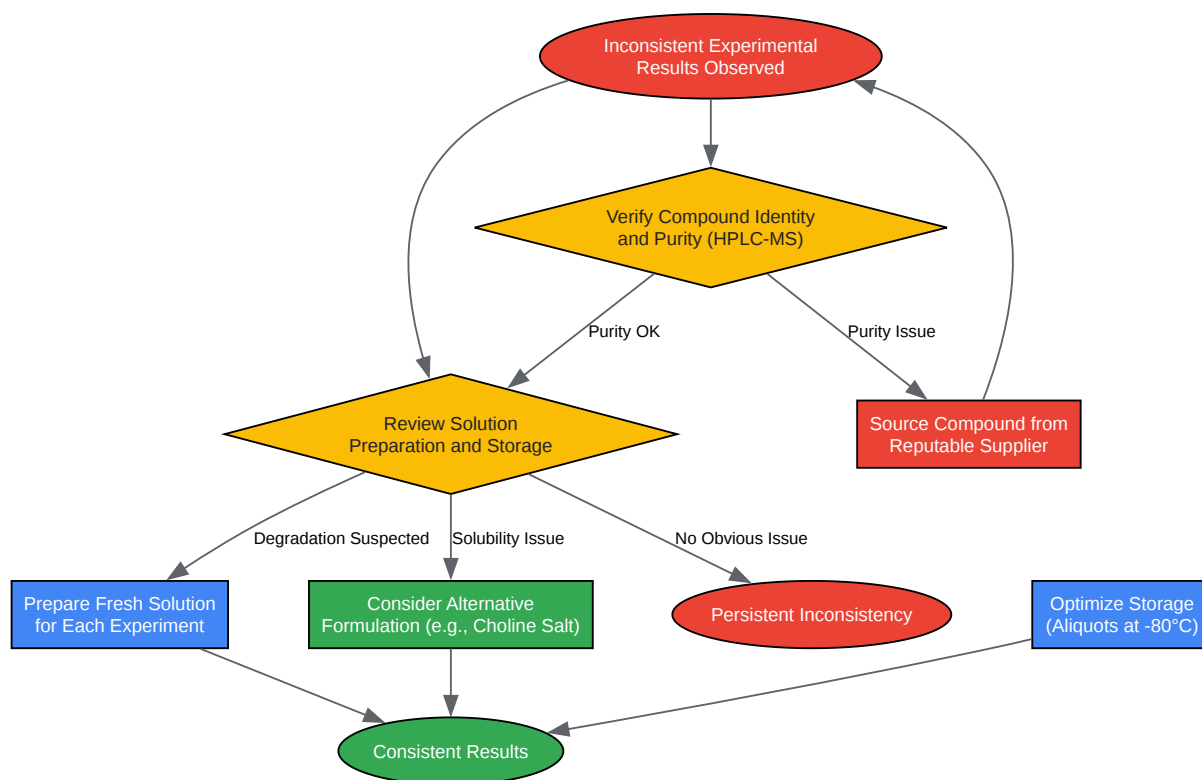 Inconsistent Experimental
Results Observed
Verify Compound Identity
and Purity (HPLC-MS)
Purity OK
Purity Issue
Review Solution
Preparation and Storage
Source Compound from
Reputable Supplier
Degradation Suspected
Solubility Issue
No Obvious Issue
Prepare Fresh Solution
for Each Experiment
Consider Alternative
Formulation (e.g., Choline Salt)
Persistent Inconsistency
Optimize Storage
(Aliquots at -80°C)
Consistent Results